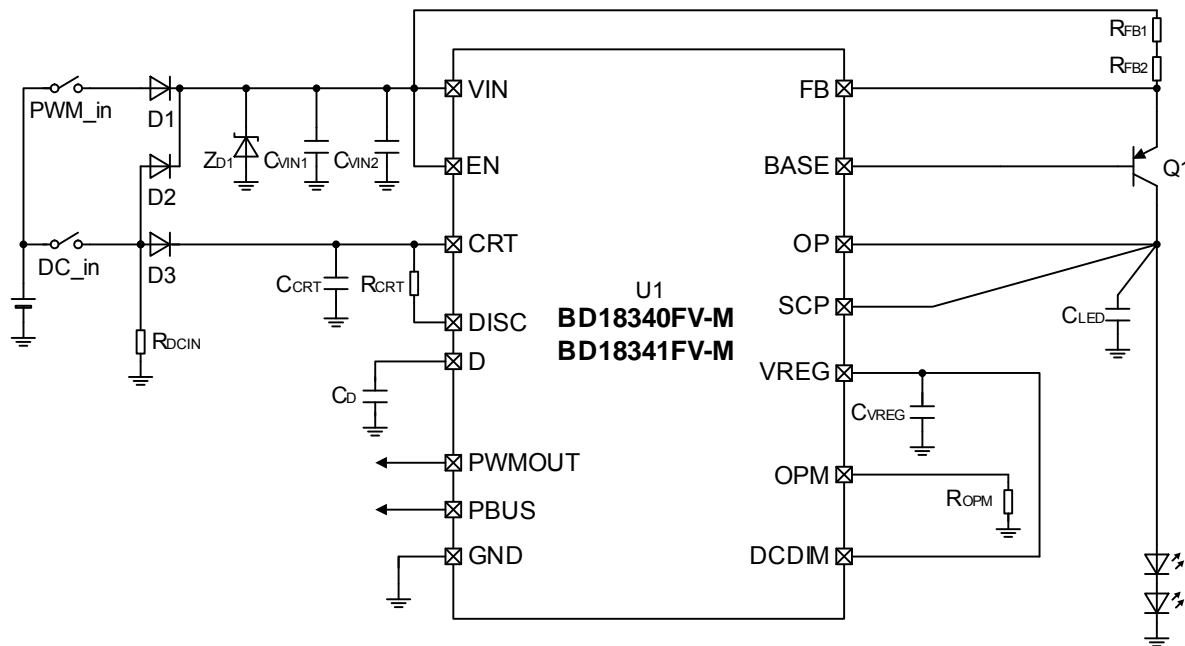 RFB1
RFB2
PWM_in
D1
D2
DC_in
D3
RDCIN
ZD1
CVIN1
CVIN2
CCRT
RCRT
CD
VIN
EN
CRT
DISC
D
PWMOUT
PBUS
GND
U1
BD18340FV-M
BD18341FV-M
FB
BASE
OP
SCP
VREG
OPM
DCDIM
Q1
CLED
CVREG
ROPM